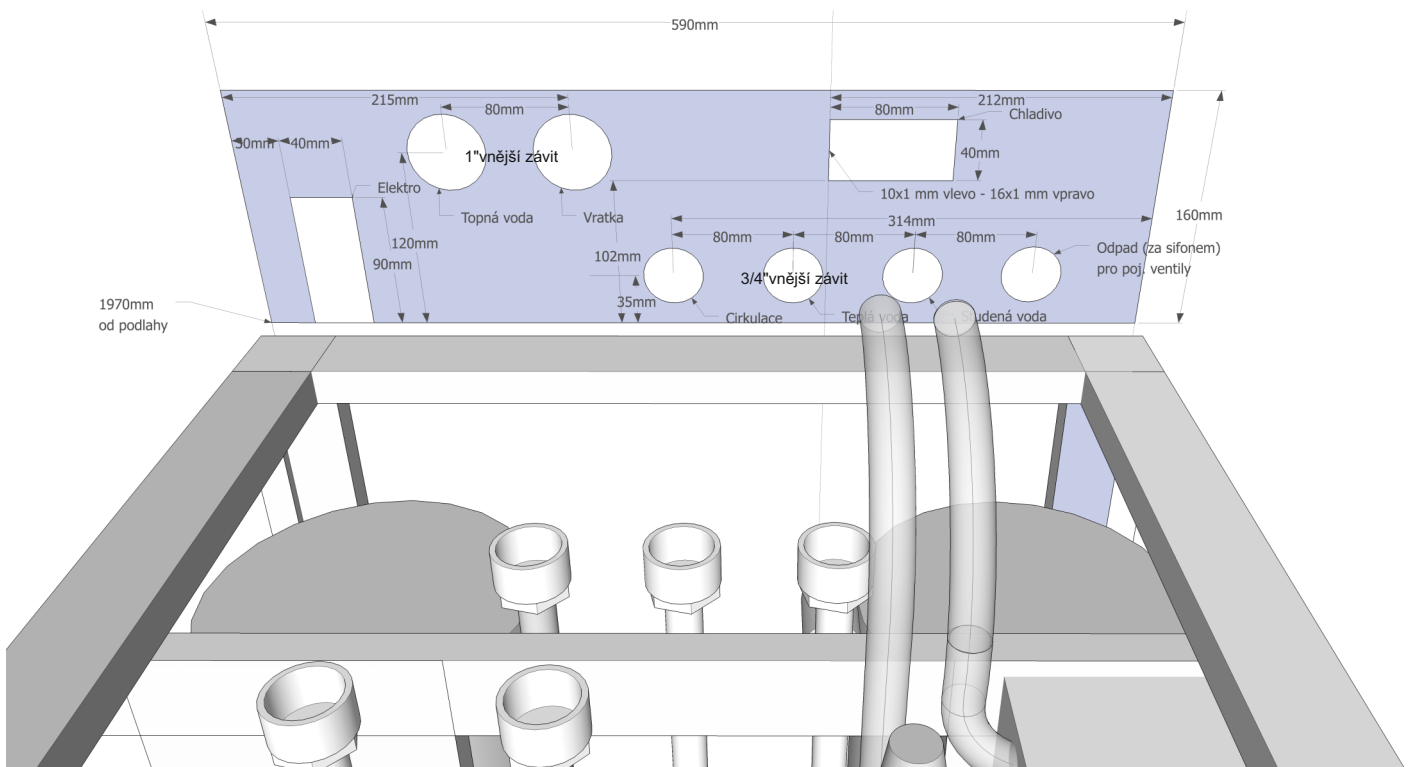 590mm
215mm
80mm
212mm
80mm
Chladivo
30mm
40mm
1"vnější závit
40mm
Elektro
10x1 mm vlevo - 16x1 mm vpravo
Topná voda
Vratka
314mm
160mm
80mm
80mm
80mm
120mm
Odpad (za sifonem)
pro poj. ventily
102mm
90mm
3/4"vnější závit
35mm
1970mm
od podlahy
Cirkulace
Teplá voda
Studená voda